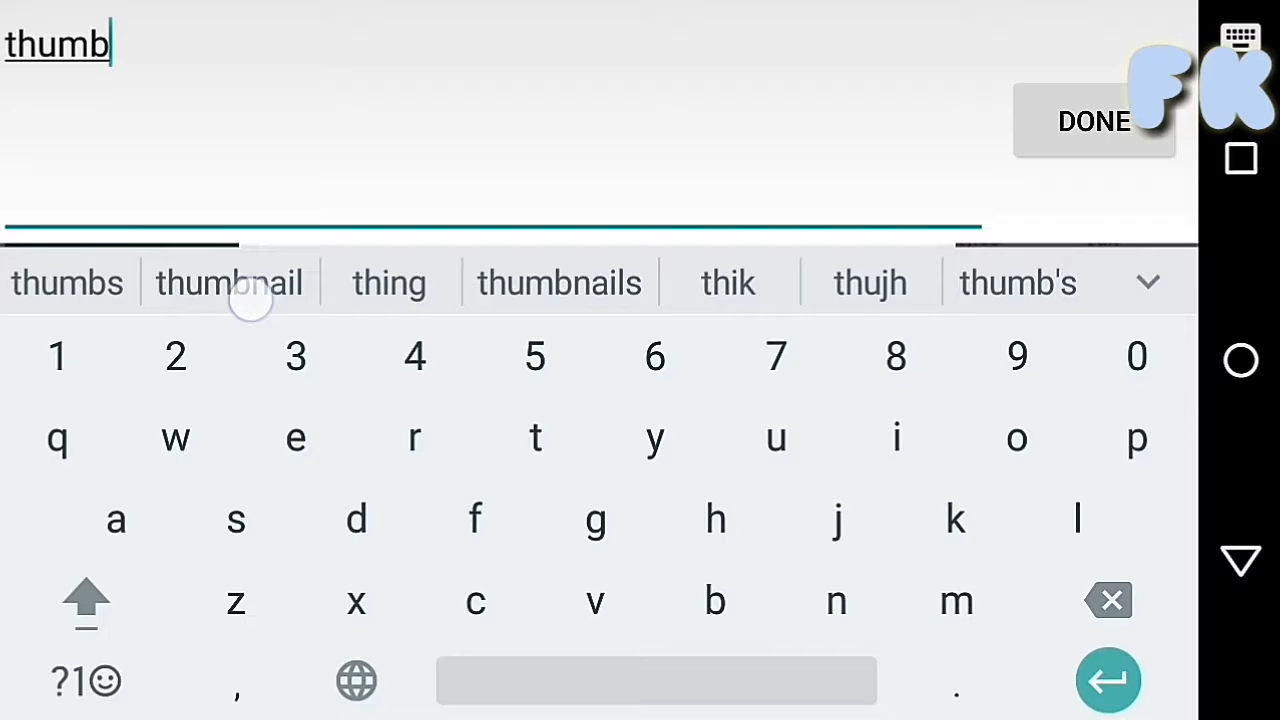 thumb
FK
DONE
thumbs thumbnail thing thumbnails thik thujh thumb's
1 2 3 4 5 6 7 8 9 0
q w e r t y u i o p
a s d f g h j k l
z x c v b n m
?1☺ , .